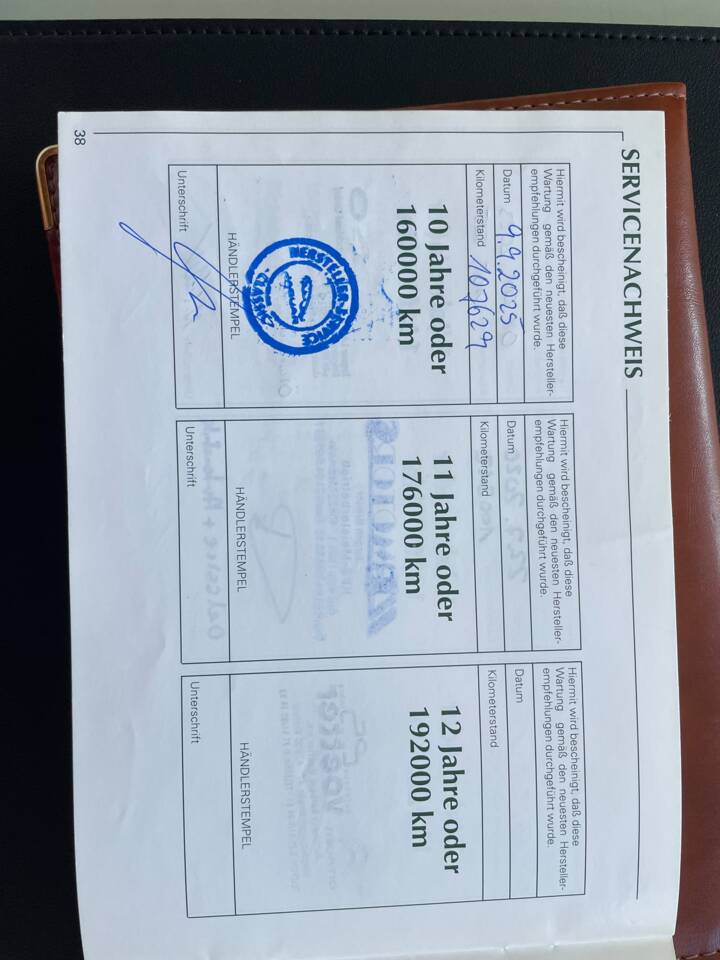 SERVICENACHWEIS
Hiermit wird bescheinigt, daß diese
Wartung gemäß den neuesten Hersteller-
empfehlungen durchgeführt wurde.
Datum 9.9.2025
Kilometerstand 107629
10 Jahre oder
160000 km
HÄNDLERSTEMPEL
Unterschrift
Hiermit wird bescheinigt, daß diese
Wartung gemäß den neuesten Hersteller-
empfehlungen durchgeführt wurde.
Datum
Kilometerstand
11 Jahre oder
176000 km
HÄNDLERSTEMPEL
Unterschrift
Hiermit wird bescheinigt, daß diese
Wartung gemäß den neuesten Hersteller-
empfehlungen durchgeführt wurde.
Datum
Kilometerstand
12 Jahre oder
192000 km
HÄNDLERSTEMPEL
Unterschrift
38